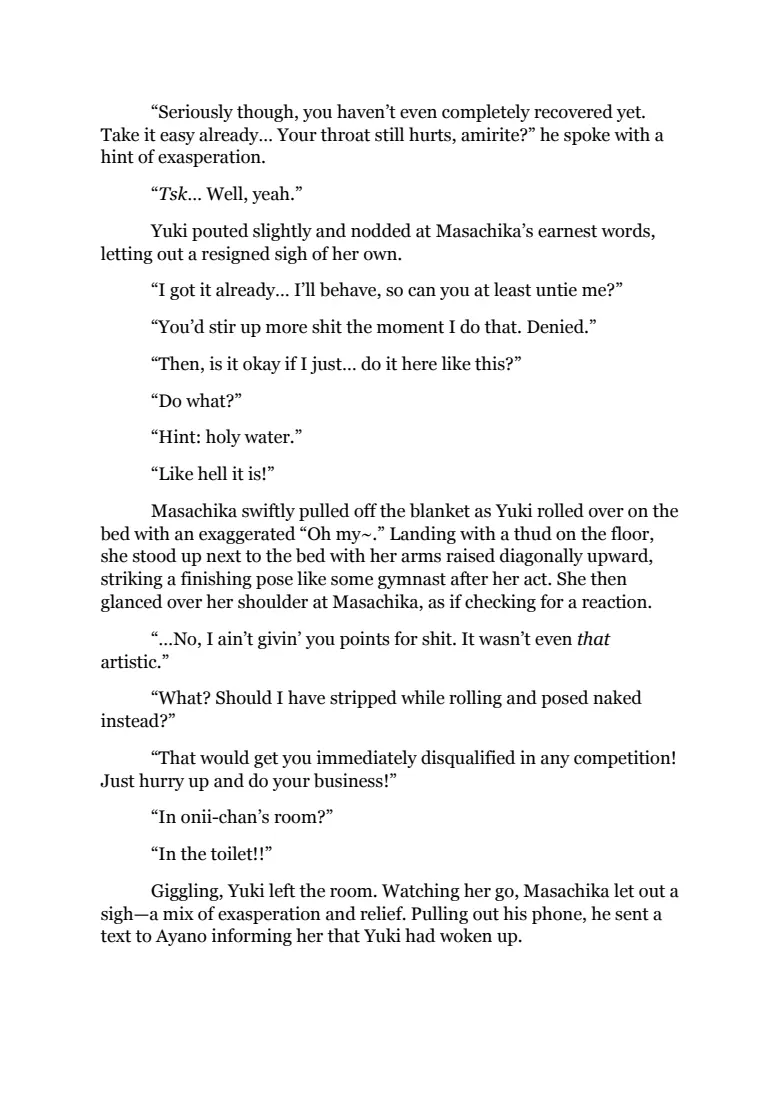 “Seriously though, you haven’t even completely recovered yet.
Take it easy already... Your throat still hurts, amirite?” he spoke with a
hint of exasperation.
“Tsk... Well, yeah.”
Yuki pouted slightly and nodded at Masachika’s earnest words,
letting out a resigned sigh of her own.
“I got it already... I’ll behave, so can you at least untie me?”
“You’d stir up more shit the moment I do that. Denied.”
“Then, is it okay if I just... do it here like this?”
“Do what?”
“Hint: holy water.”
“Like hell it is!”
Masachika swiftly pulled off the blanket as Yuki rolled over on the
bed with an exaggerated “Oh my~.” Landing with a thud on the floor,
she stood up next to the bed with her arms raised diagonally upward,
striking a finishing pose like some gymnast after her act. She then
glanced over her shoulder at Masachika, as if checking for a reaction.
“...No, I ain’t givin’ you points for shit. It wasn’t even that
artistic.”
“What? Should I have stripped while rolling and posed naked
instead?”
“That would get you immediately disqualified in any competition!
Just hurry up and do your business!”
“In onii-chan’s room?”
“In the toilet!!”
Giggling, Yuki left the room. Watching her go, Masachika let out a
sigh—a mix of exasperation and relief. Pulling out his phone, he sent a
text to Ayano informing her that Yuki had woken up.